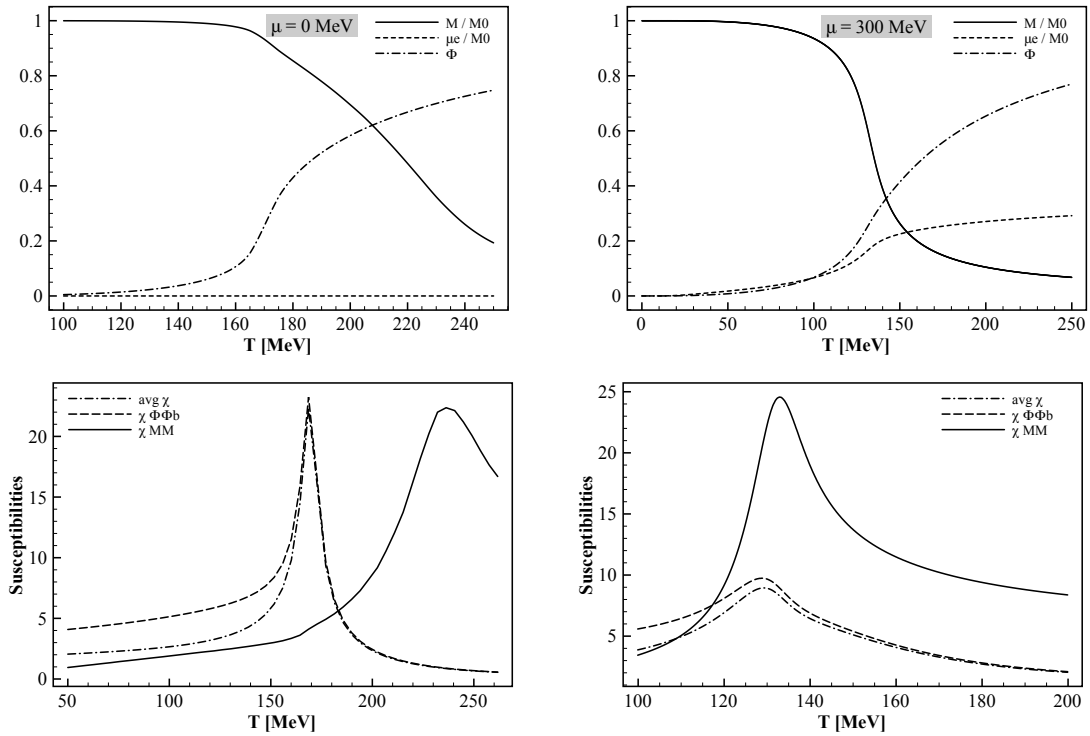 μ = 0 MeV
M / M0
μe / M0
Φ
1
0.8
0.6
0.4
0.2
0
100 120 140 160 180 200 220 240
T [MeV]
μ = 300 MeV
M / M0
μe / M0
Φ
1
0.8
0.6
0.4
0.2
0
0 50 100 150 200 250
T [MeV]
avg χ
χ ΦΦb
χ MM
Susceptibilities
20
15
10
5
0
50 100 150 200 250
T [MeV]
avg χ
χ ΦΦb
χ MM
Susceptibilities
25
20
15
10
5
100 120 140 160 180 200
T [MeV]